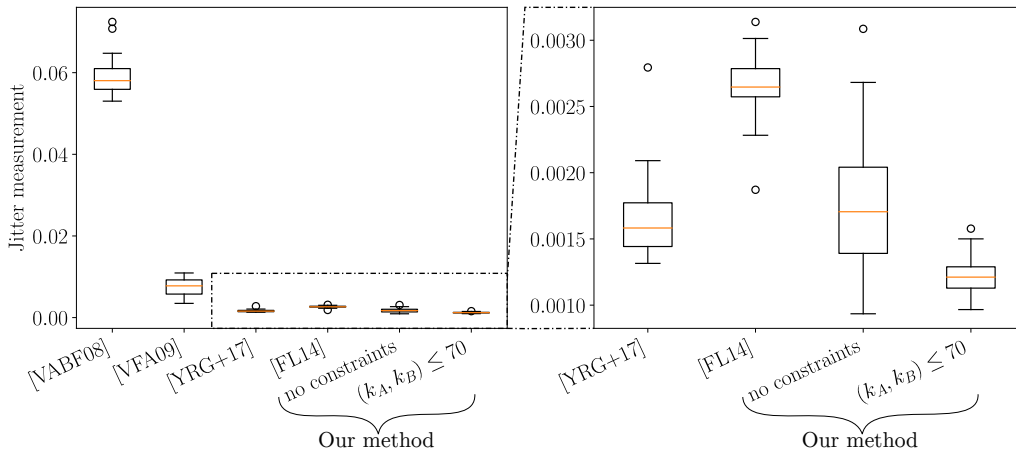 Jitter measurement
0.06
0.04
0.02
0.00
[VABF08]
[VFA09]
[YRG+17]
[FL14]
no constraints
(k_A, k_B) ≤ 70
Our method
0.0030
0.0025
0.0020
0.0015
0.0010
[YRG+17]
[FL14]
no constraints
(k_A, k_B) ≤ 70
Our method